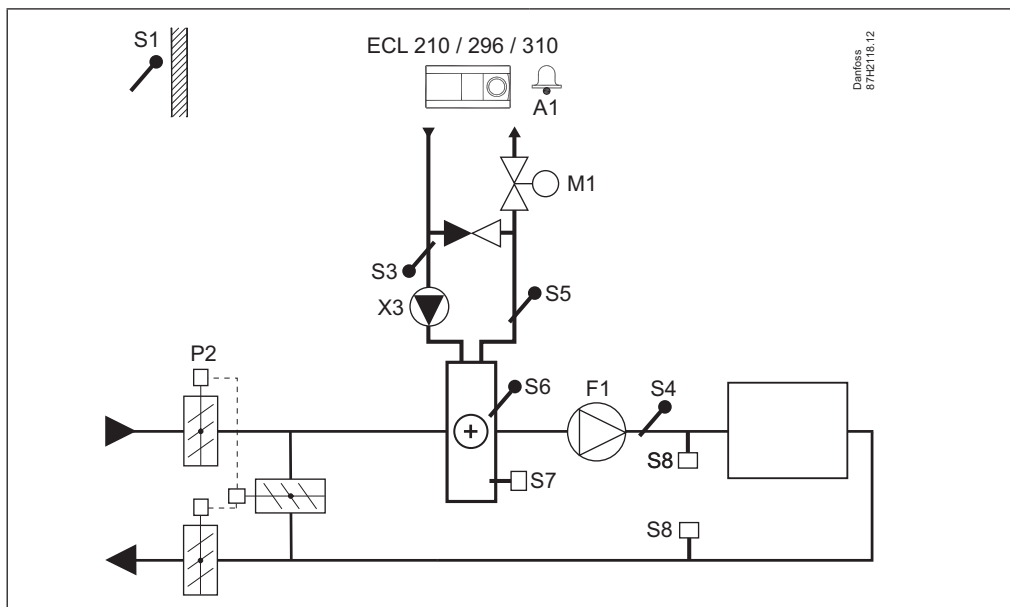 S1
ECL 210 / 296 / 310
Danfoss
87H2118.12
A1
M1
S3
S5
X3
P2
S6
F1
S4
+
S8
S7
S8